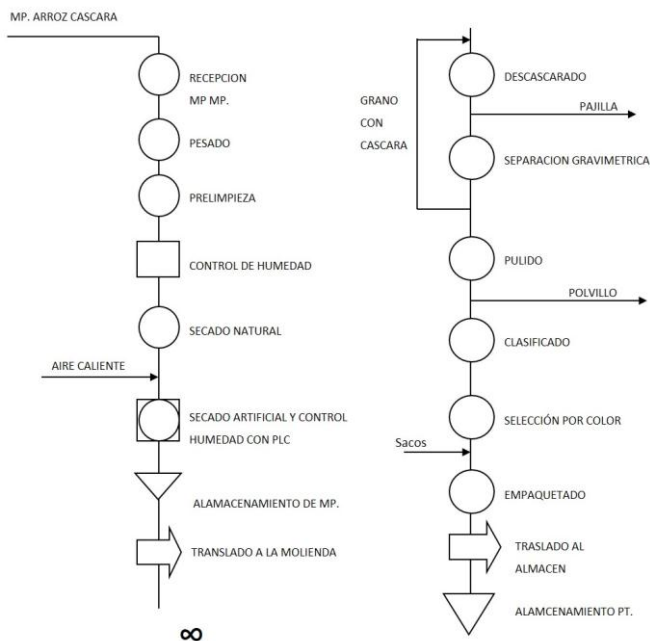 MP. ARROZ CASCARA
RECEPCION
MP MP.
PESADO
PRELIMPIEZA
CONTROL DE HUMEDAD
SECADO NATURAL
AIRE CALIENTE
SECADO ARTIFICIAL Y CONTROL
HUMEDAD CON PLC
ALAMACENAMIENTO DE MP.
TRANSLADO A LA MOLIENDA
∞
DESCASCARADO
PAJILLA
GRANO
CON
CASCARA
SEPARACION GRAVIMETRICA
PULIDO
POLVILLO
CLASIFICADO
SELECCIÓN POR COLOR
Sacos
EMPAQUETADO
TRASLADO AL
ALMACEN
ALAMCENAMIENTO PT.